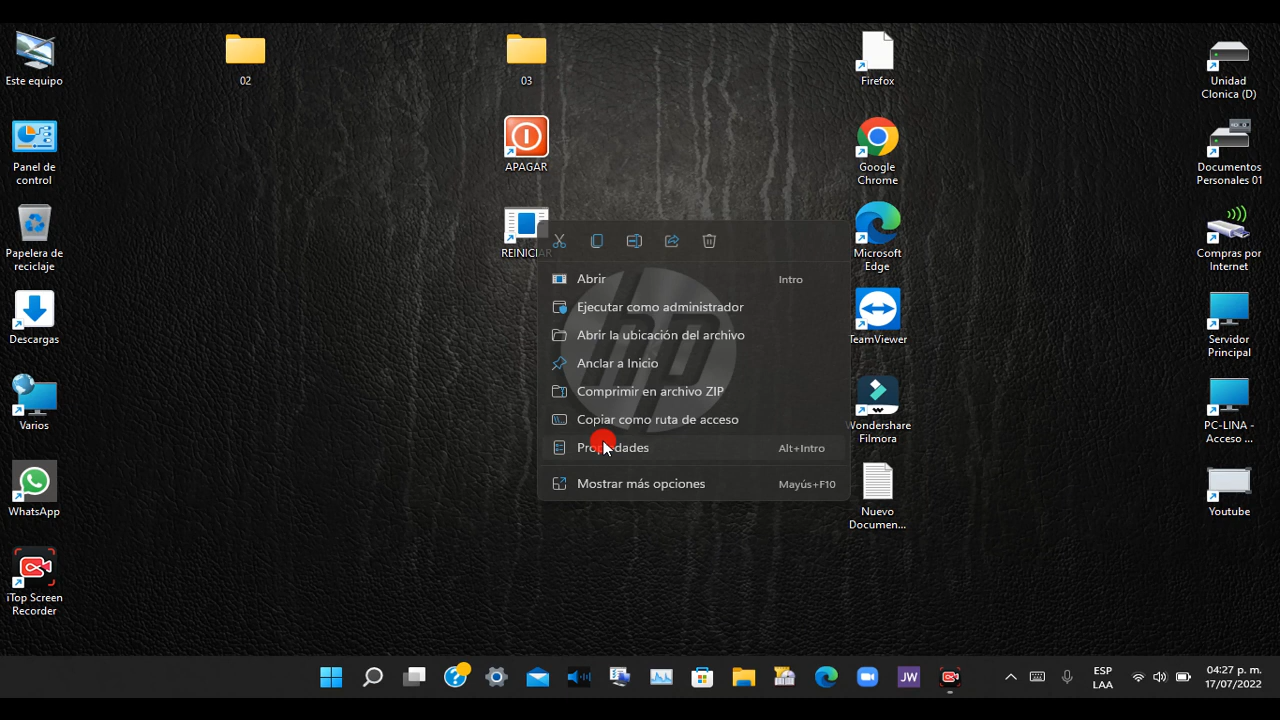 Este equipo
02
03
Firefox
Unidad
Clonica (D)
Panel de
control
APAGAR
Google
Chrome
Documentos
Personales 01
Papelera de
reciclaje
REINICIAR
Microsoft
Edge
Compras por
Internet
Abrir
Intro
Ejecutar como administrador
Abrir la ubicación del archivo
Anclar a Inicio
Comprimir en archivo ZIP
Copiar como ruta de acceso
Propiedades
Alt+Intro
Mostrar más opciones
Mayús+F10
hp
Descargas
TeamViewer
Servidor
Principal
Varios
Wondershare
Filmora
PC-LINA -
Acceso ...
WhatsApp
Nuevo
Documen...
Youtube
iTop Screen
Recorder
JW
ESP
LAA
04:27 p. m.
17/07/2022